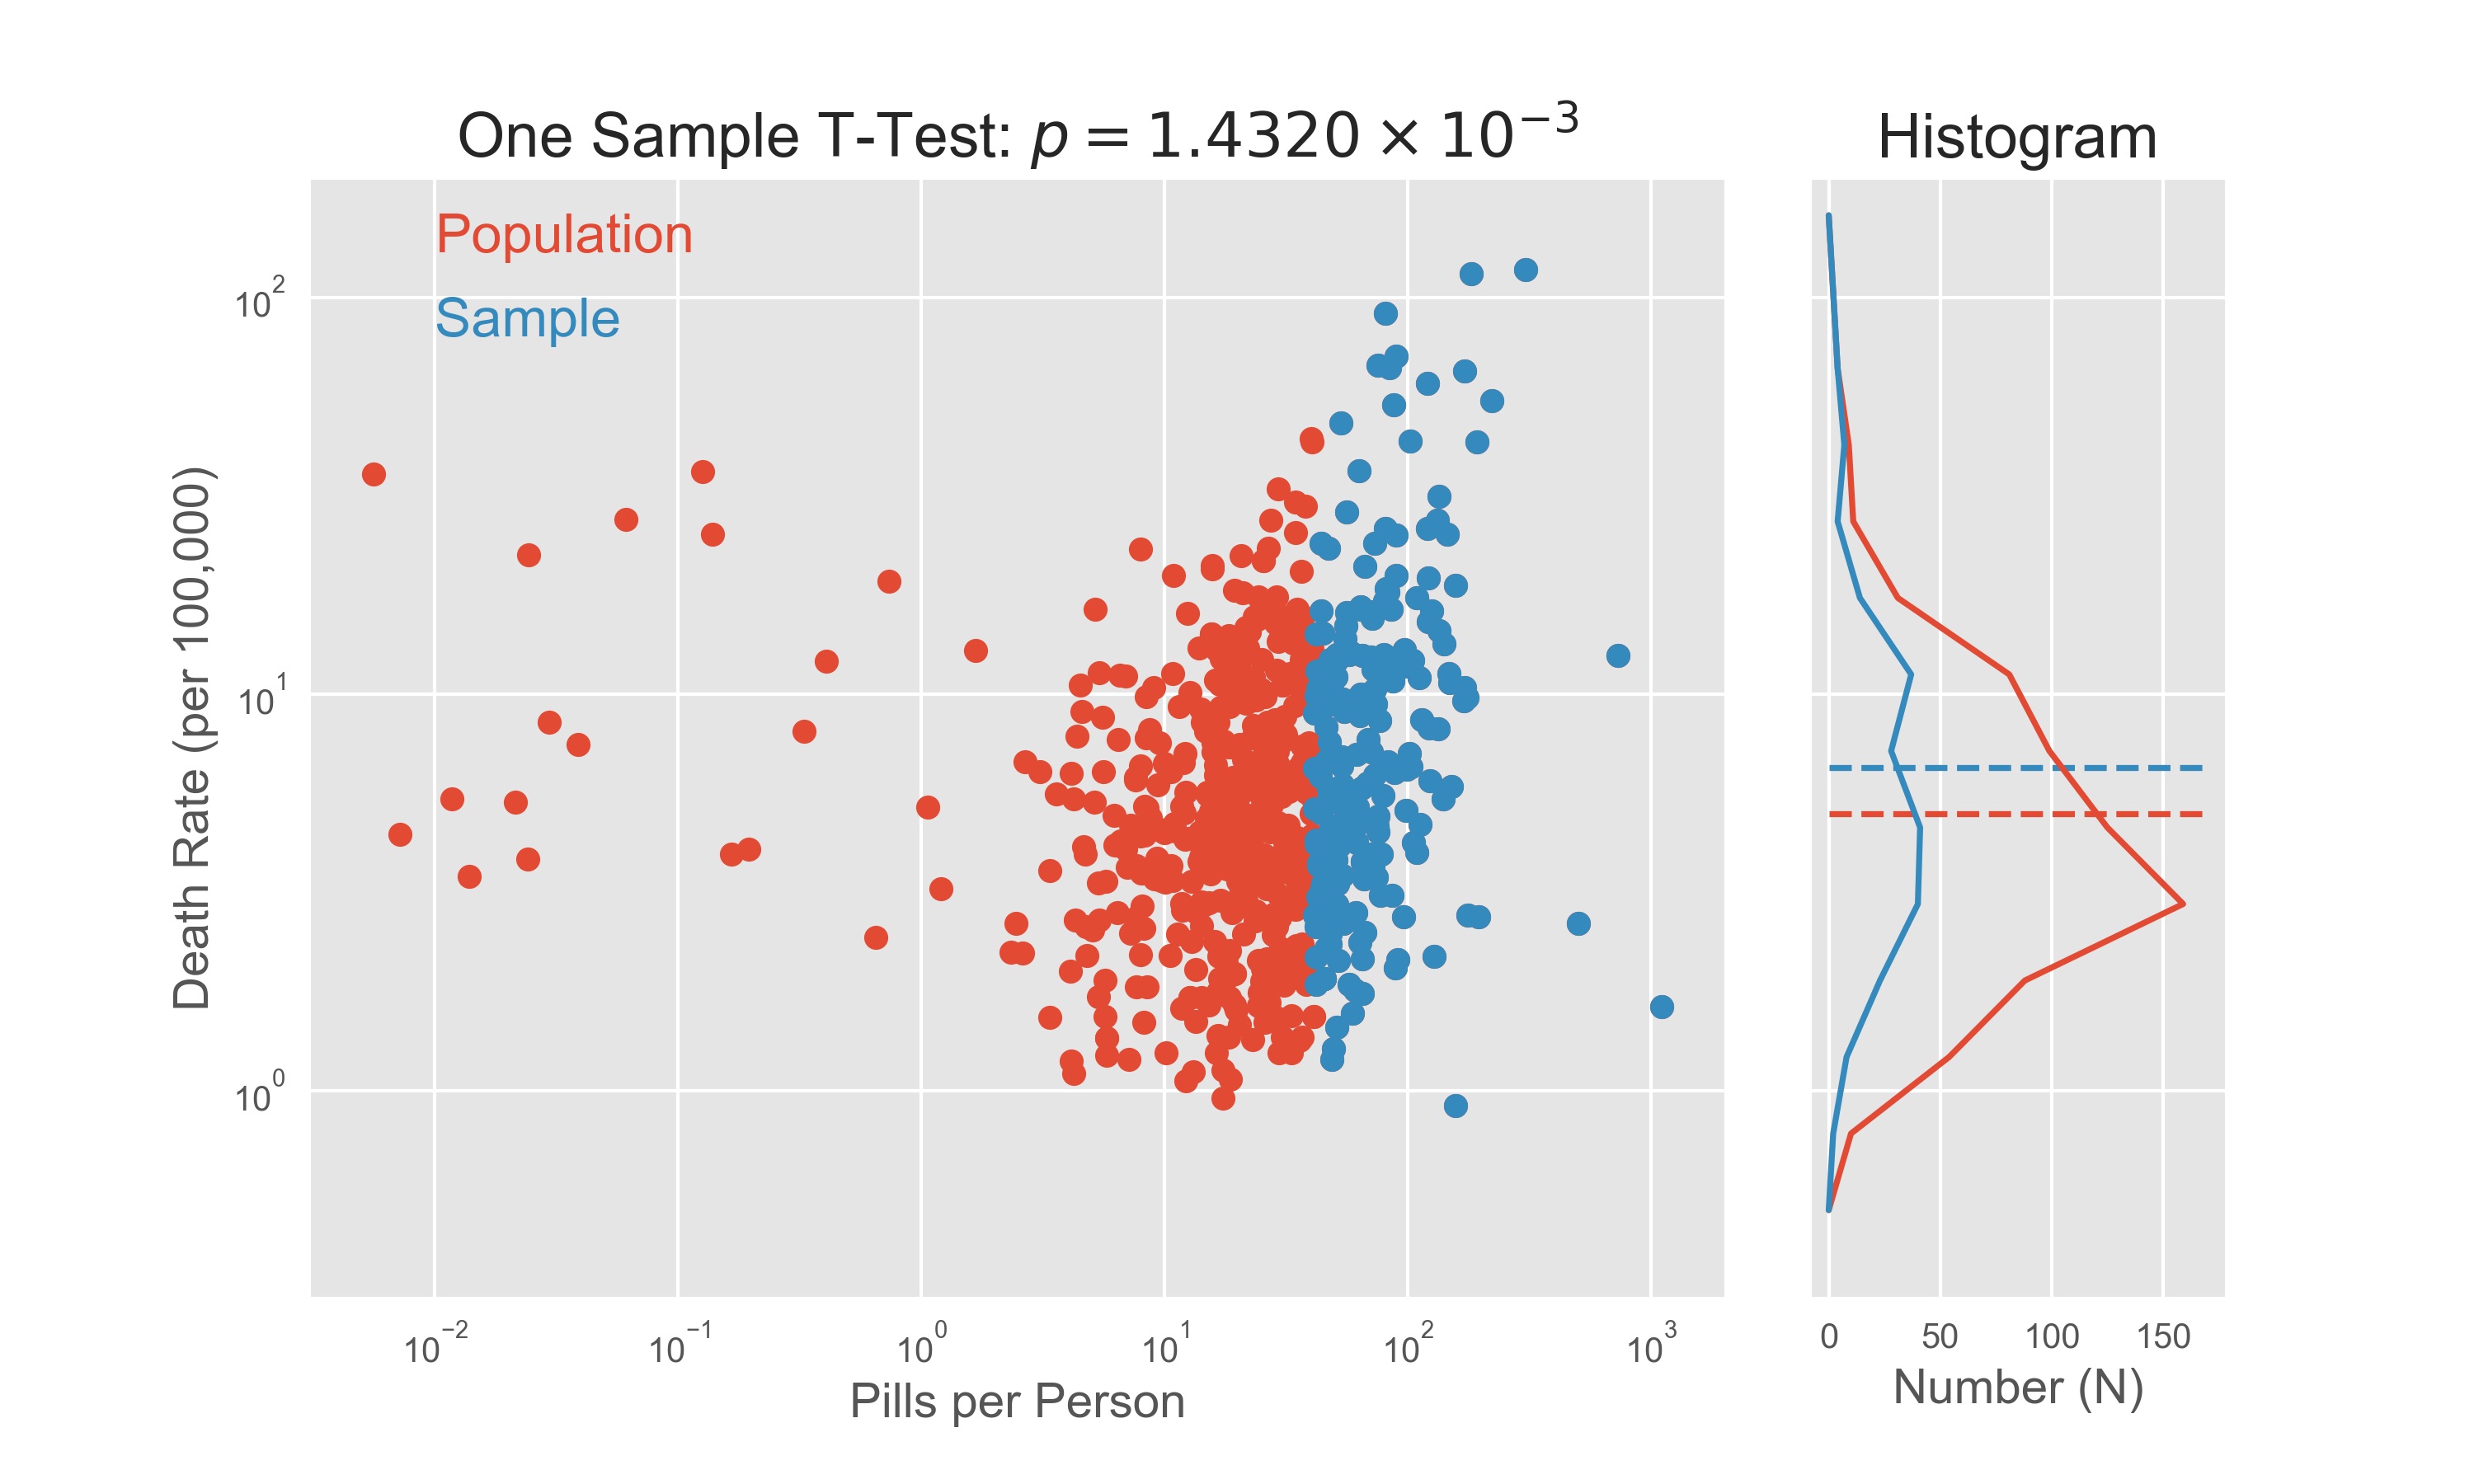 One Sample T-Test: p = 1.4320 × 10⁻³
Histogram
Population
Sample
Death Rate (per 100,000)
10²
10¹
10⁰
10⁻² 10⁻¹ 10⁰ 10¹ 10² 10³
Pills per Person
0 50 100 150
Number (N)